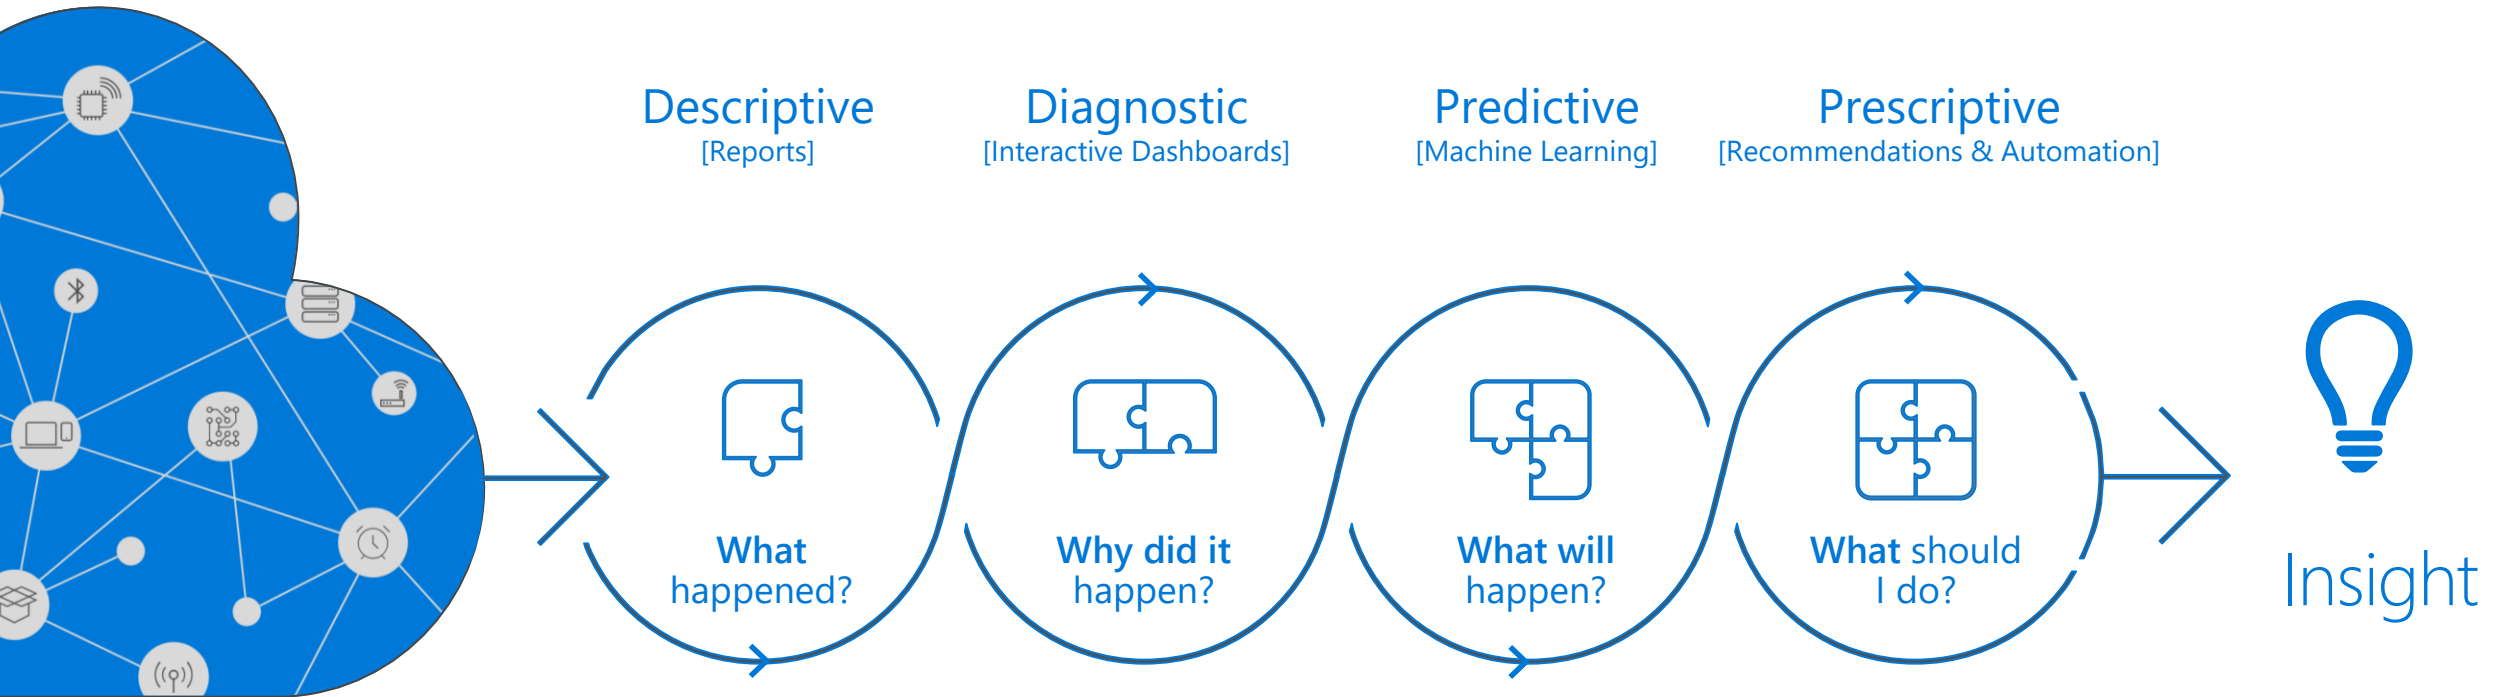 Descriptive
[Reports]
Diagnostic
[Interactive Dashboards]
Predictive
[Machine Learning]
Prescriptive
[Recommendations & Automation]
What
happened?
Why did it
happen?
What will
happen?
What should
I do?
Insight